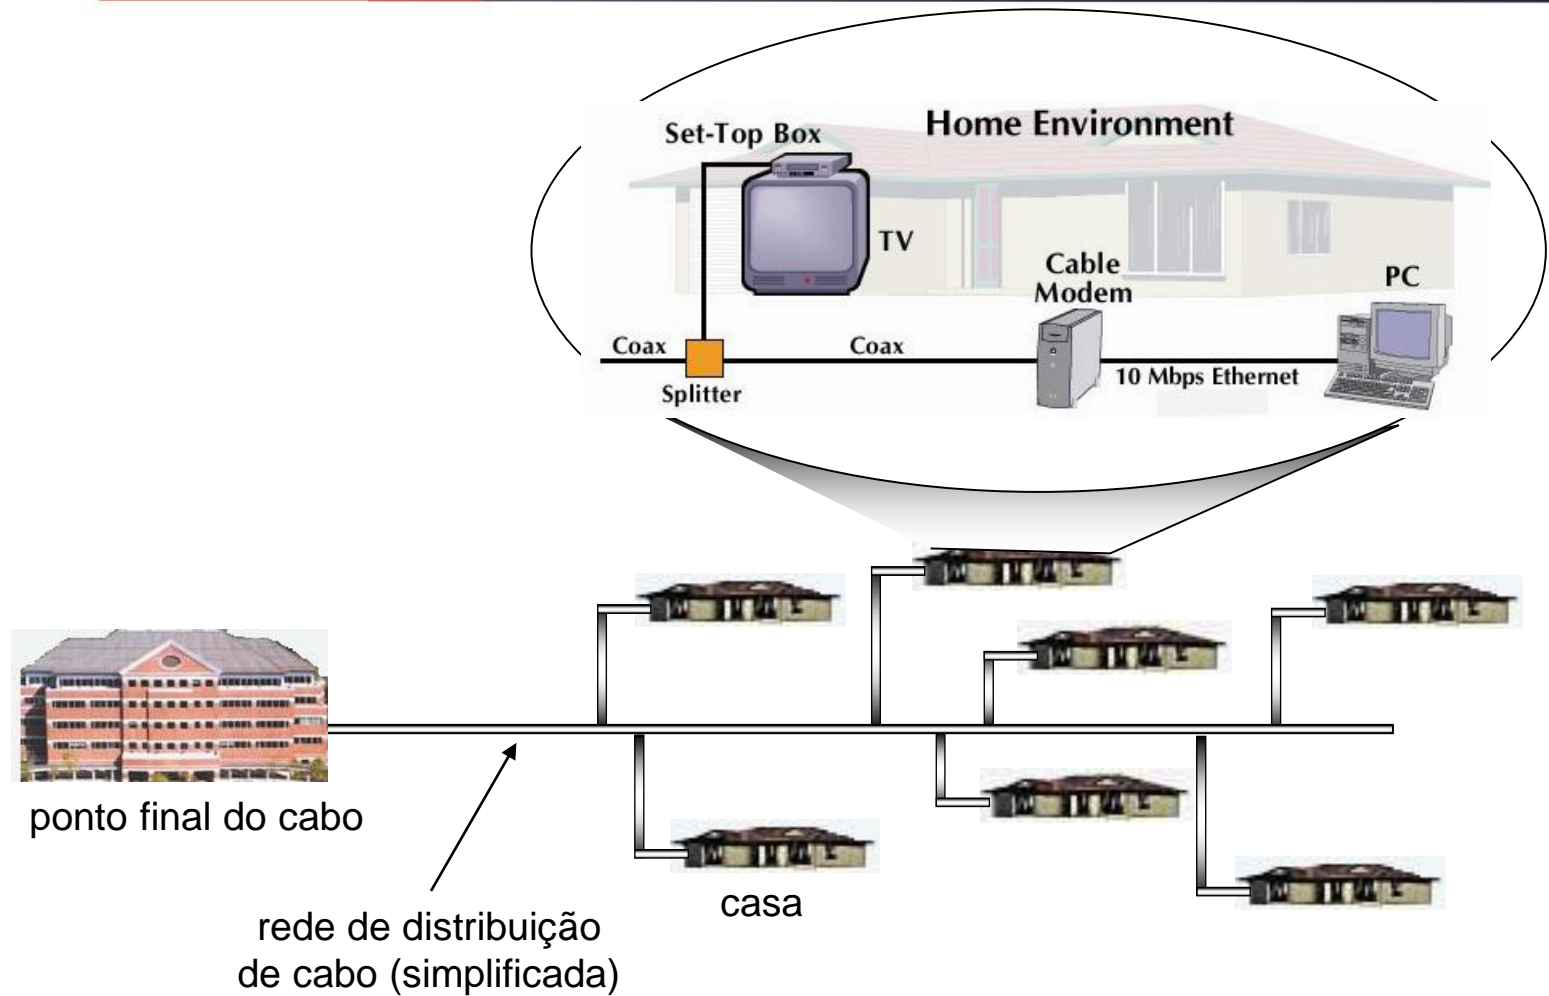 Home Environment
Set-Top Box
TV
Cable
Modem
PC
Coax
Coax
10 Mbps Ethernet
Splitter
ponto final do cabo
casa
rede de distribuição
de cabo (simplificada)